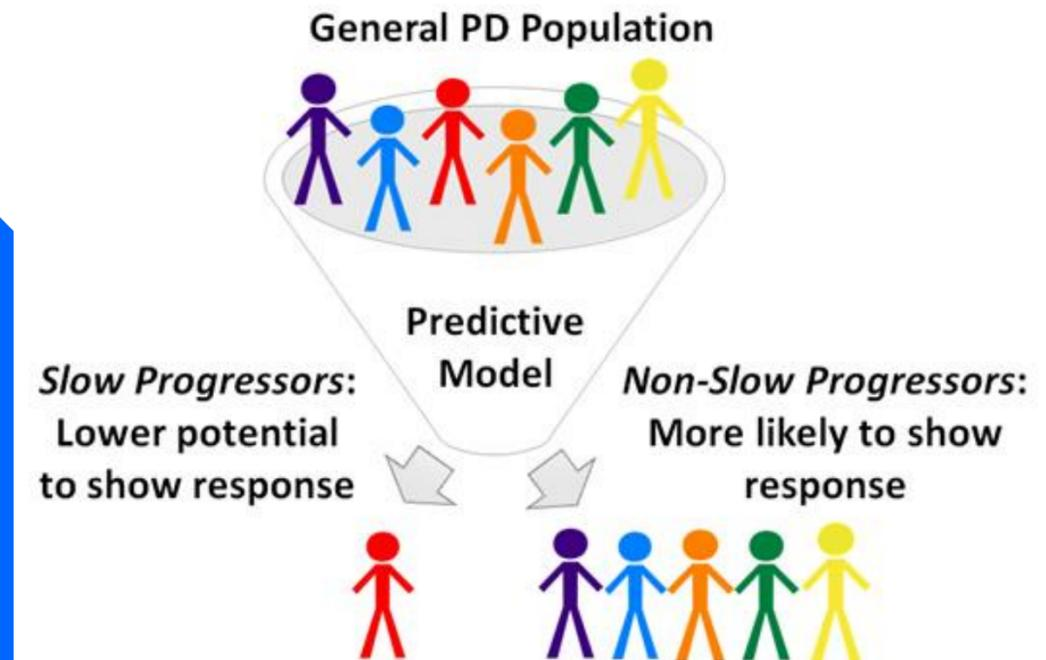 General PD Population
Predictive
Model
Slow Progressors:
Lower potential
to show response
Non-Slow Progressors:
More likely to show
response